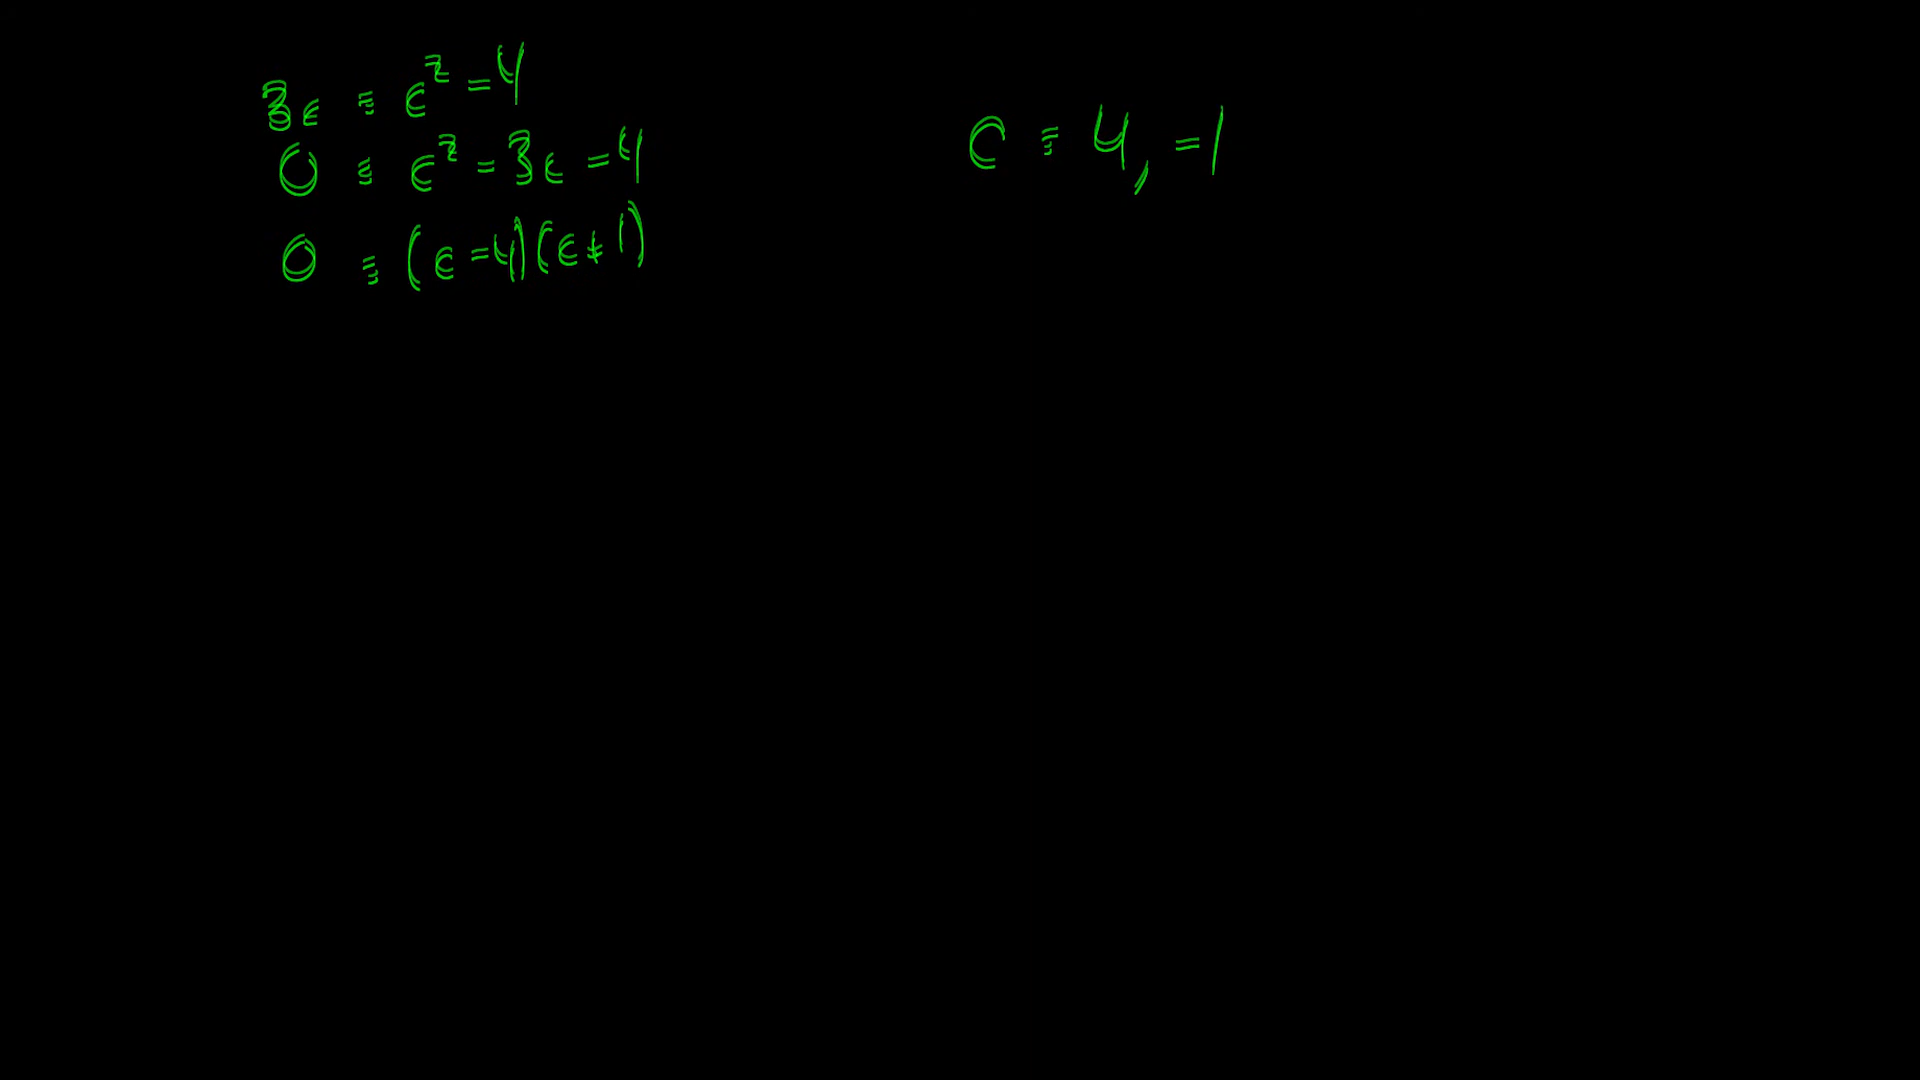 3c = c² - 4
0 = c² - 3c - 4
0 = (c - 4)(c + 1)
c = 4, -1